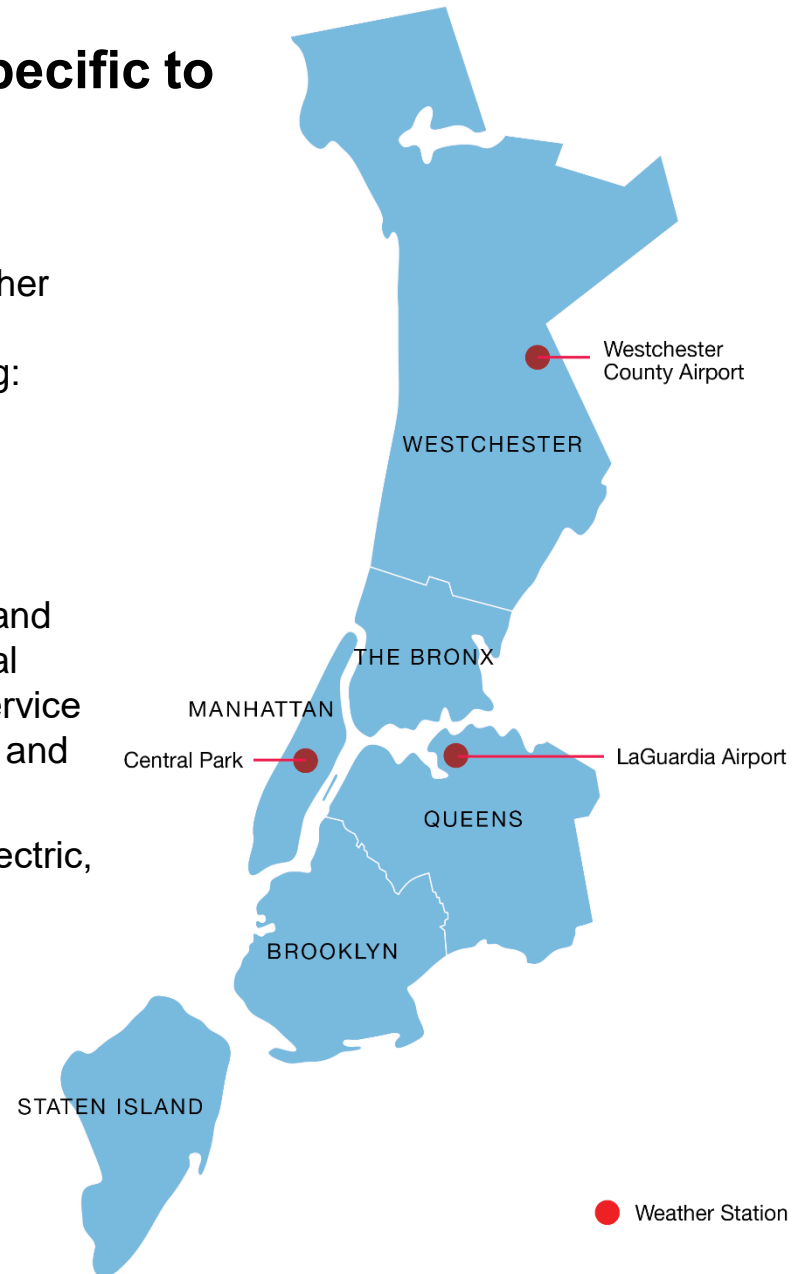 pecific to
her
g:
and
al
ervice
and
ectric,
Westchester
County Airport
WESTCHESTER
THE BRONX
MANHATTAN
Central Park
LaGuardia Airport
QUEENS
BROOKLYN
STATEN ISLAND
Weather Station